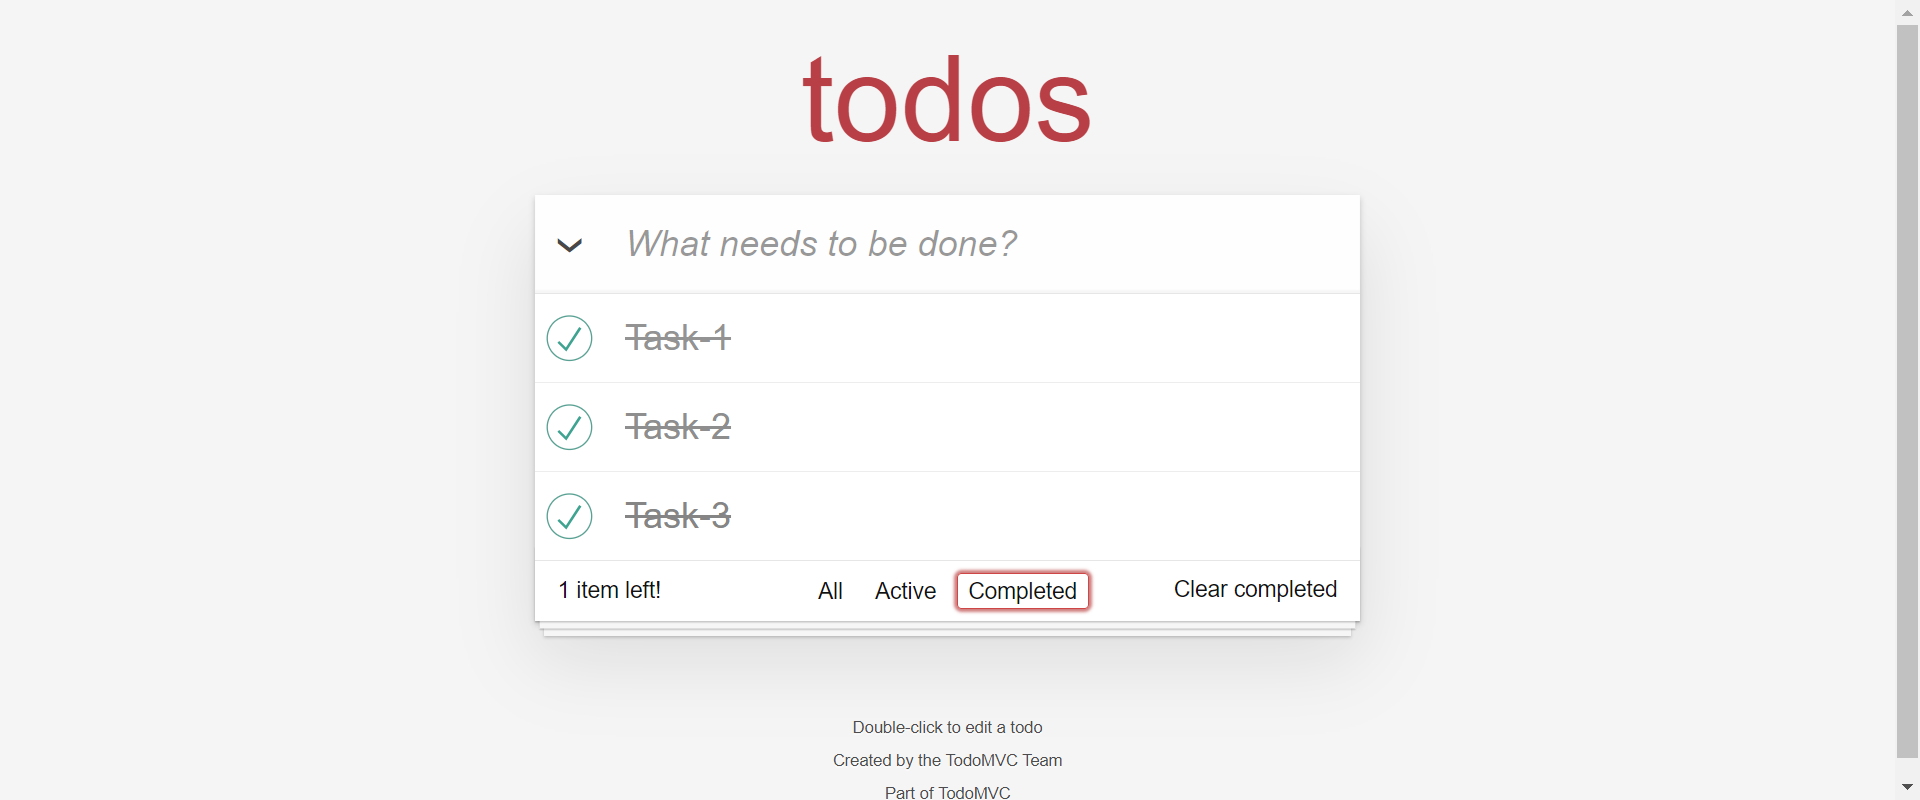 todos
What needs to be done?
Task-1
Task-2
Task-3
1 item left! All Active Completed Clear completed
Double-click to edit a todo
Created by the TodoMVC Team
Part of TodoMVC